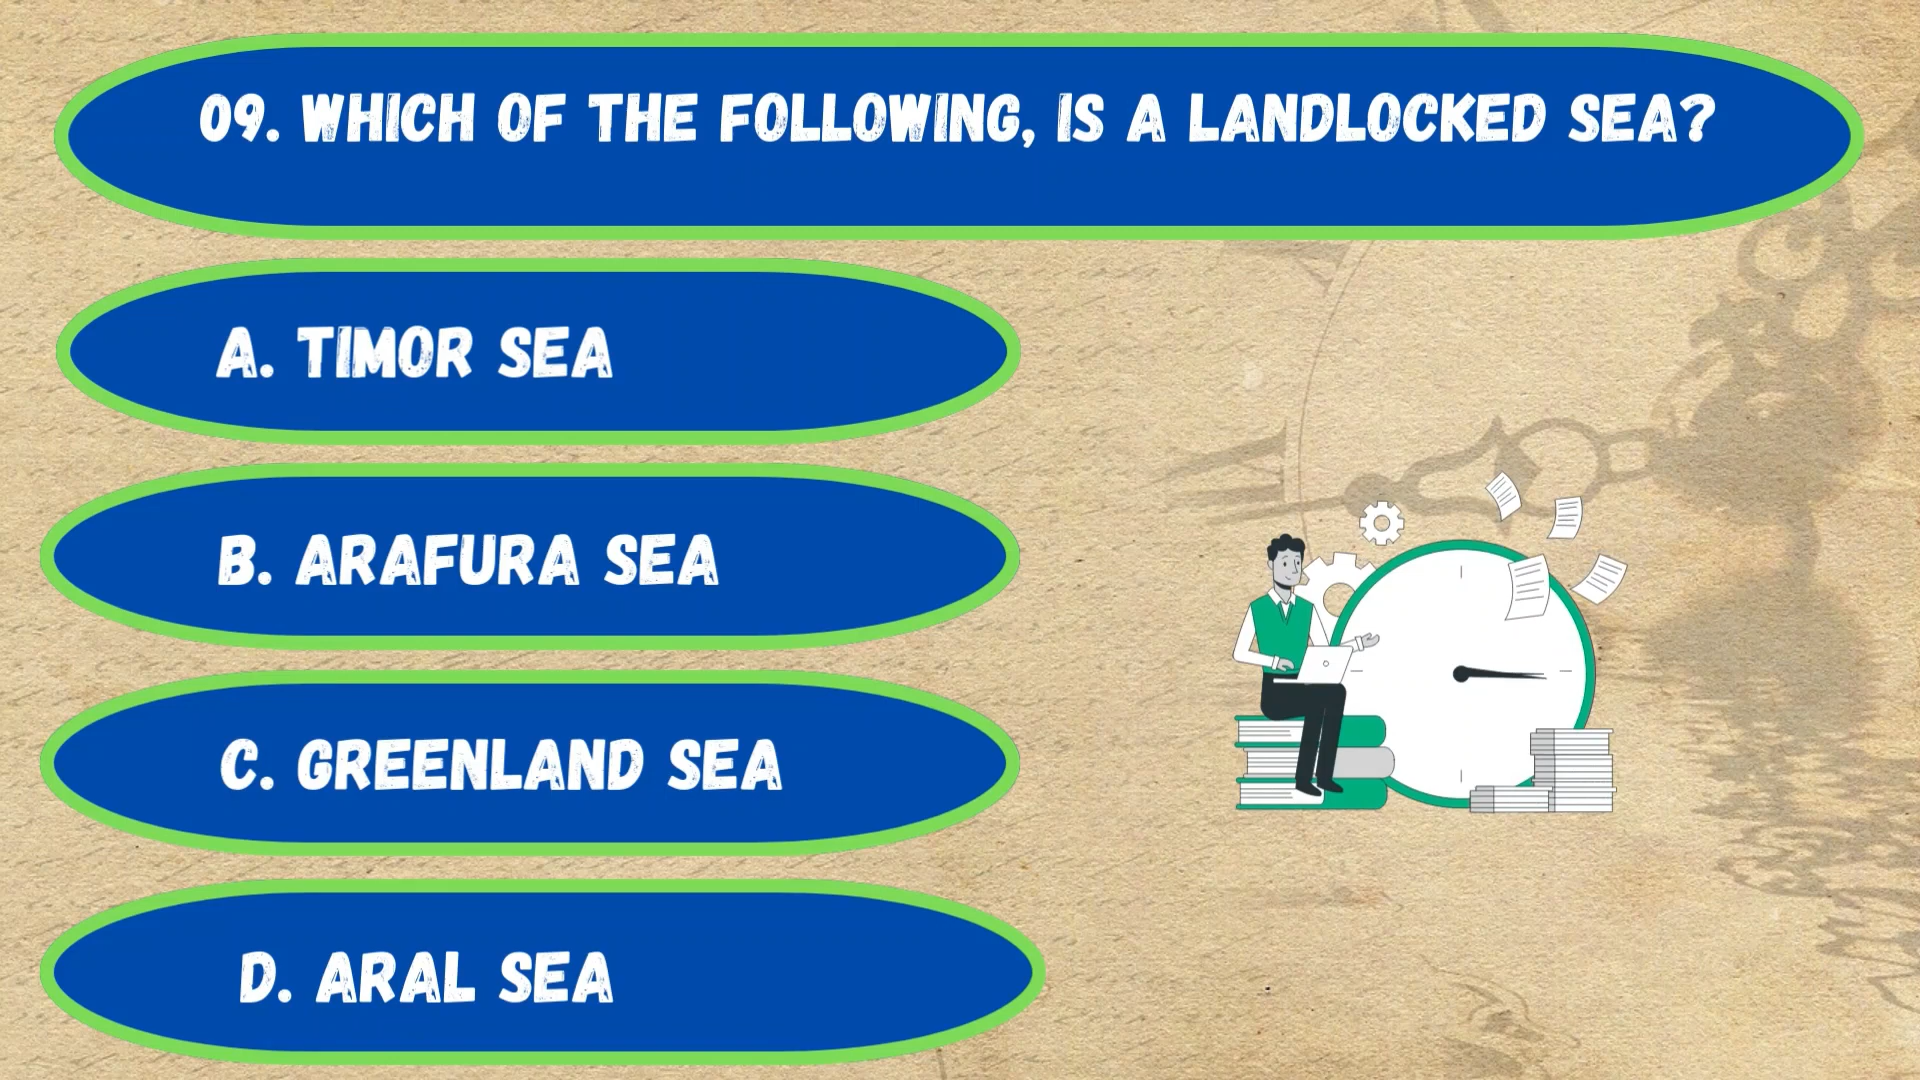 09. WHICH OF THE FOLLOWING, IS A LANDLOCKED SEA?
A. TIMOR SEA
B. ARAFURA SEA
C. GREENLAND SEA
D. ARAL SEA